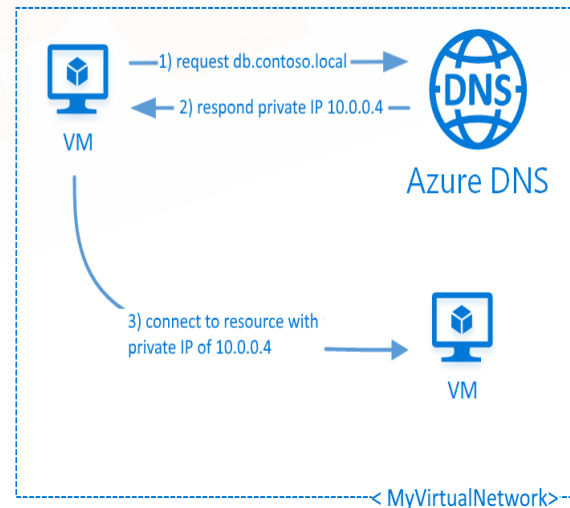 1) request db.contoso.local
DNS
2) respond private IP 10.0.0.4
VM
Azure DNS
3) connect to resource with
private IP of 10.0.0.4
VM
< MyVirtualNetwork>